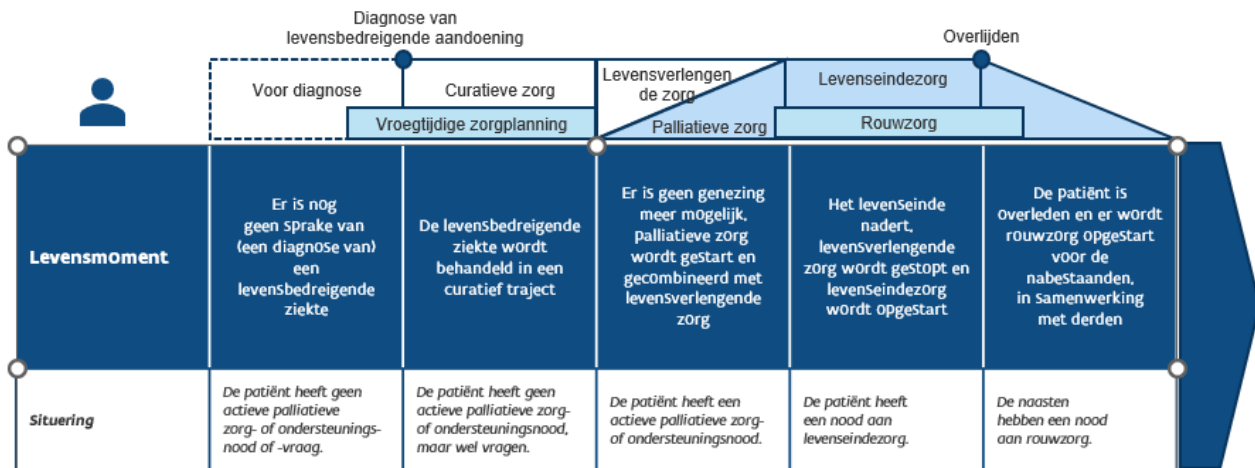 Diagnose van
levensbedreigende aandoening
Overlijden
Voor diagnose
Curatieve zorg
Levensverlengen
de zorg
Levenseindezorg
Vroegtijdige zorgplanning
Palliatieve zorg
Rouwzorg
Levensmoment
Er is nog
geen sprake van
(een diagnose van)
een
levensbedreigende
ziekte
De levensbedreigende
ziekte wordt
behandeld in een
curatief traject
Er is geen genezing
meer mogelijk,
palliatieve zorg
wordt gestart en
gecombineerd met
levensverlengende
zorg
Het levenseinde
nadert,
levensverlengende
zorg wordt gestopt en
levenseindezorg
wordt opgestart
De patiënt is
overleden en er wordt
rouwzorg opgestart
voor de
nabestaanden,
in samenwerking
met derden
Situering
De patiënt heeft geen
actieve palliatieve
zorg- of ondersteunings-
nood of -vraag.
De patiënt heeft geen
actieve palliatieve zorg-
of ondersteuningsnood,
maar wel vragen.
De patiënt heeft een
actieve palliatieve zorg-
of ondersteuningsnood.
De patiënt heeft
een nood aan
levenseindezorg.
De naasten
hebben een nood
aan rouwzorg.